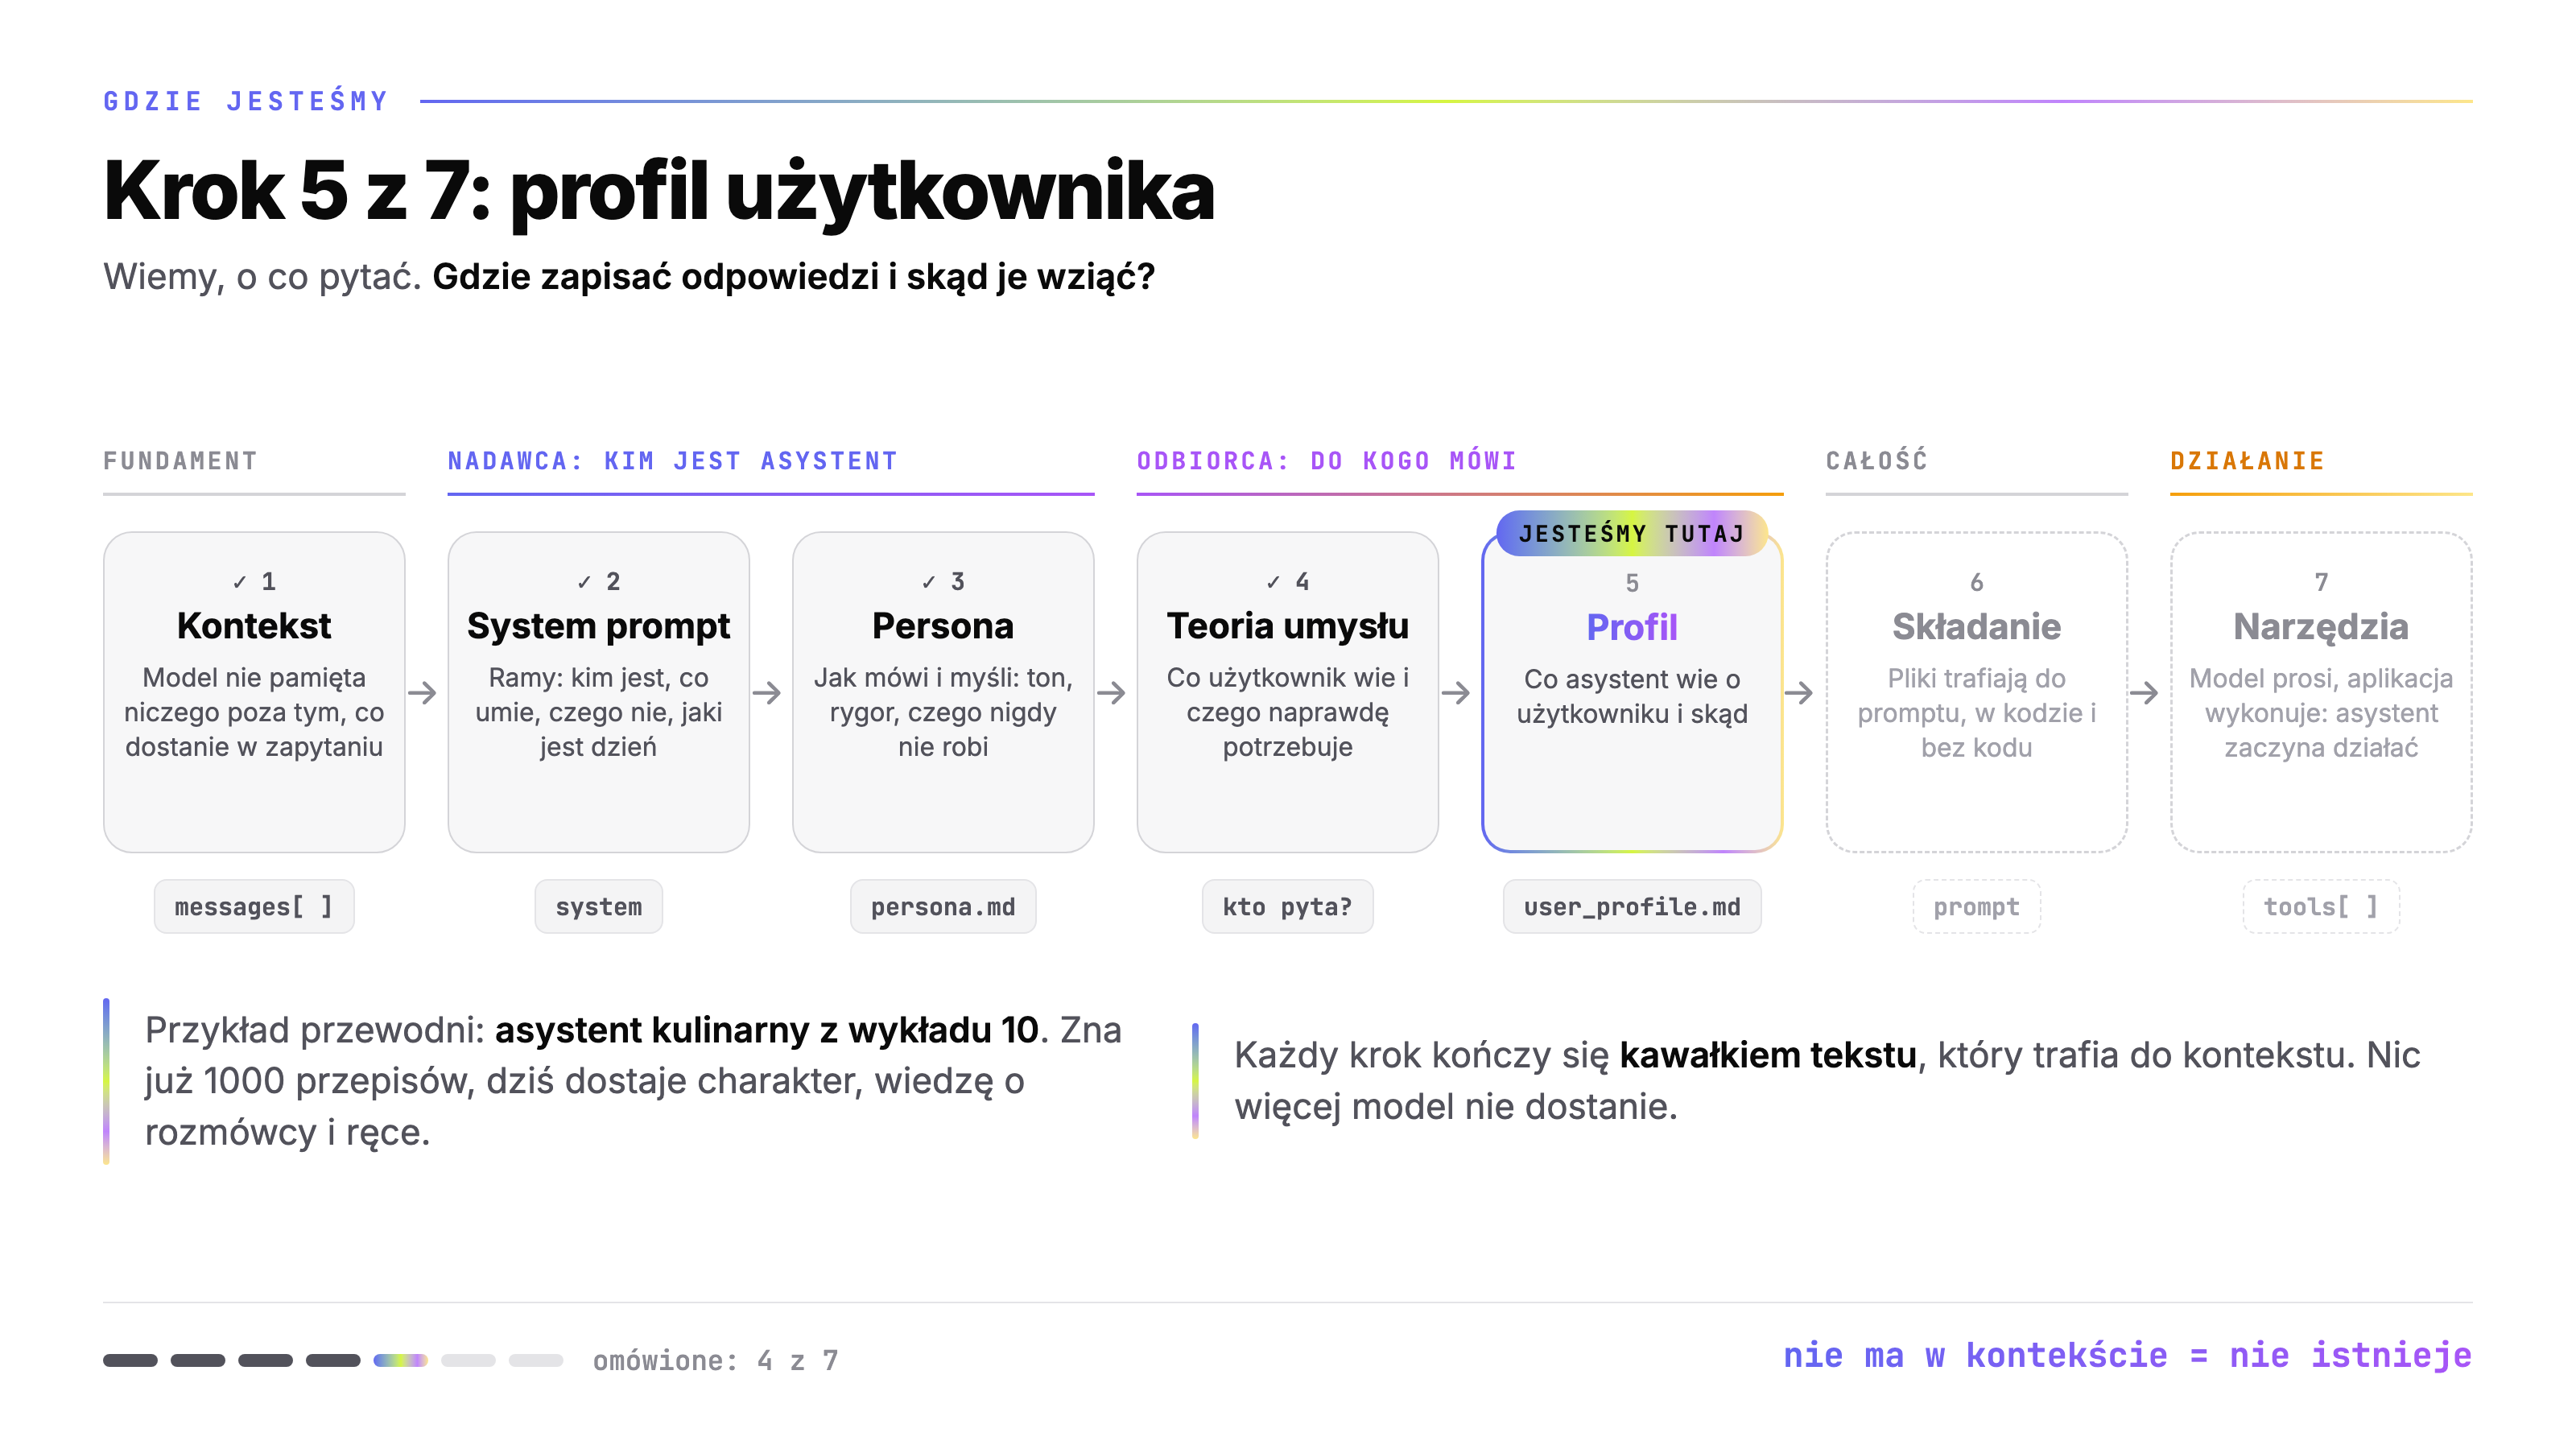 GDZIE JESTEŚMY
Krok 5 z 7: profil użytkownika
Wiemy, o co pytać. Gdzie zapisać odpowiedzi i skąd je wziąć?
FUNDAMENT
NADAWCA: KIM JEST ASYSTENT
ODBIORCA: DO KOGO MÓWI
CAŁOŚĆ
DZIAŁANIE
✓ 1
Kontekst
Model nie pamięta
niczego poza tym, co
dostanie w zapytaniu
messages[ ]
✓ 2
System prompt
Ramy: kim jest, co
umie, czego nie, jaki
jest dzień
system
✓ 3
Persona
Jak mówi i myśli: ton,
rygor, czego nigdy
nie robi
persona.md
✓ 4
Teoria umysłu
Co użytkownik wie i
czego naprawdę
potrzebuje
kto pyta?
JESTEŚMY TUTAJ
5
Profil
Co asystent wie o
użytkowniku i skąd
user_profile.md
6
Składanie
Pliki trafiają do
promptu, w kodzie i
bez kodu
prompt
7
Narzędzia
Model prosi, aplikacja
wykonuje: asystent
zaczyna działać
tools[ ]
Przykład przewodni: asystent kulinarny z wykładu 10. Zna
już 1000 przepisów, dziś dostaje charakter, wiedzę o
rozmówcy i ręce.
Każdy krok kończy się kawałkiem tekstu, który trafia do kontekstu. Nic
więcej model nie dostanie.
omówione: 4 z 7
nie ma w kontekście = nie istnieje